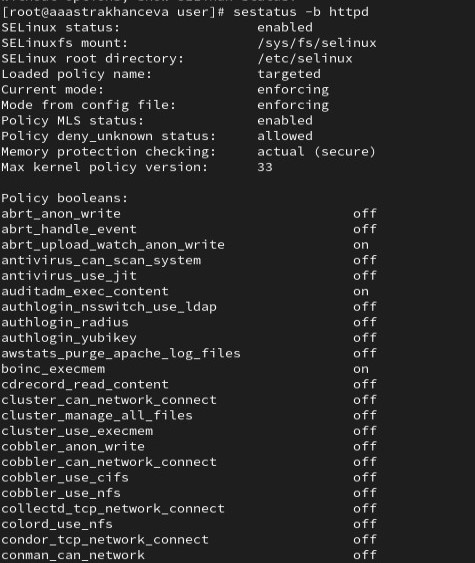 [root@aaastrakhanceva user]# sestatus -b httpd
SELinux status:                 enabled
SELinuxfs mount:                /sys/fs/selinux
SELinux root directory:         /etc/selinux
Loaded policy name:             targeted
Current mode:                   enforcing
Mode from config file:          enforcing
Policy MLS status:              enabled
Policy deny_unknown status:     allowed
Memory protection checking:     actual (secure)
Max kernel policy version:      33
Policy booleans:
abrt_anon_write                             off
abrt_handle_event                           off
abrt_upload_watch_anon_write                on
antivirus_can_scan_system                   off
antivirus_use_jit                           off
auditadm_exec_content                       on
authlogin_nsswitch_use_ldap                 off
authlogin_radius                            off
authlogin_yubikey                           off
awstats_purge_apache_log_files              off
boinc_execmem                               on
cdrecord_read_content                       off
cluster_can_network_connect                 off
cluster_manage_all_files                    off
cluster_use_execmem                         off
cobbler_anon_write                          off
cobbler_can_network_connect                 off
cobbler_use_cifs                            off
cobbler_use_nfs                             off
collectd_tcp_network_connect                off
colord_use_nfs                              off
condor_tcp_network_connect                  off
conman_can_network                          off